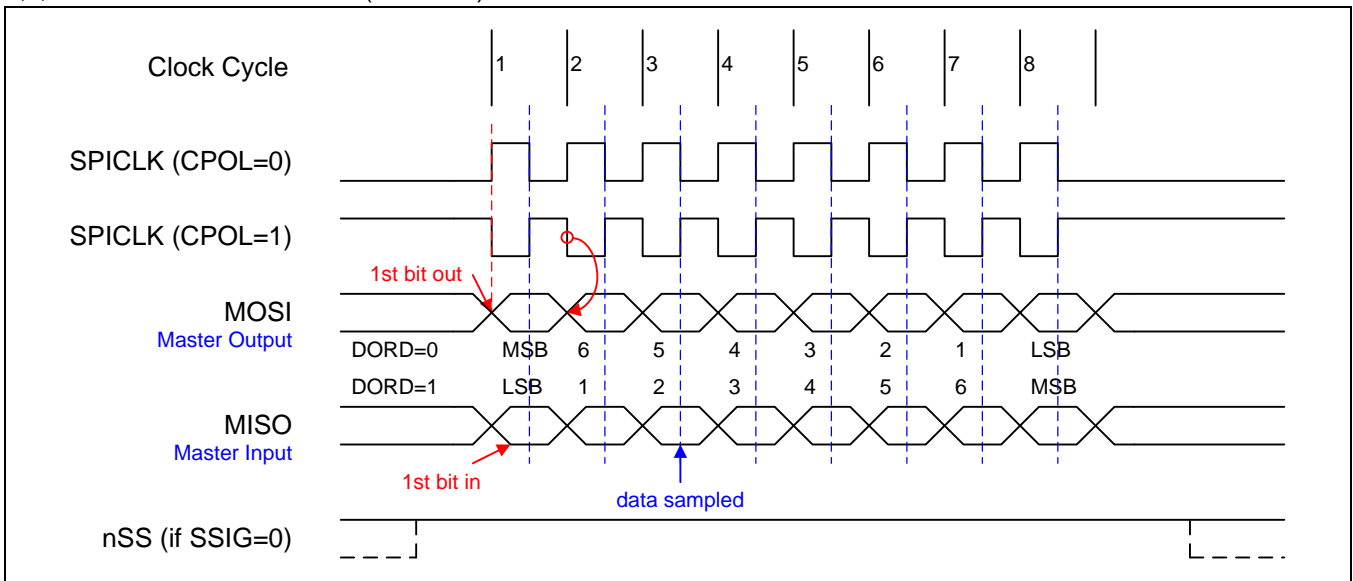 Clock Cycle 1 2 3 4 5 6 7 8
SPICLK (CPOL=0)
SPICLK (CPOL=1)
1st bit out
MOSI
Master Output
DORD=0 MSB 6 5 4 3 2 1 LSB
DORD=1 LSB 1 2 3 4 5 6 MSB
MISO
Master Input
1st bit in
data sampled
nSS (if SSIG=0)